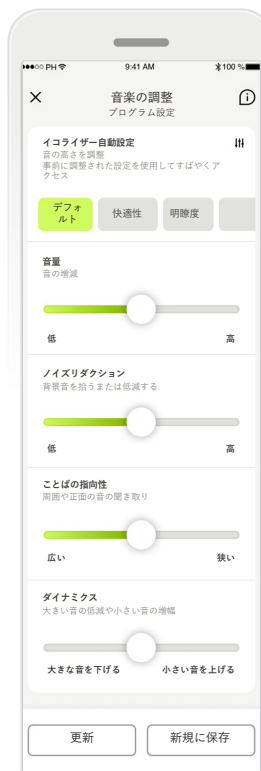 ●●●○○ PH 9:41 AM 100 %
音楽の調整
プログラム設定
イコライザー自動設定
音の高さを調整
事前に調整された設定を使用してすばやくア
クセス
デフォ
ルト
快適性
明瞭度
音量
音の増減
低 高
ノイズリダクション
背景音を拾うまたは低減する
低 高
ことばの指向性
周囲や正面の音の聞き取り
広い 狭い
ダイナミクス
大きい音の低減や小さい音の増幅
大きな音を下げる 小さい音を上げる
更新 新規に保存